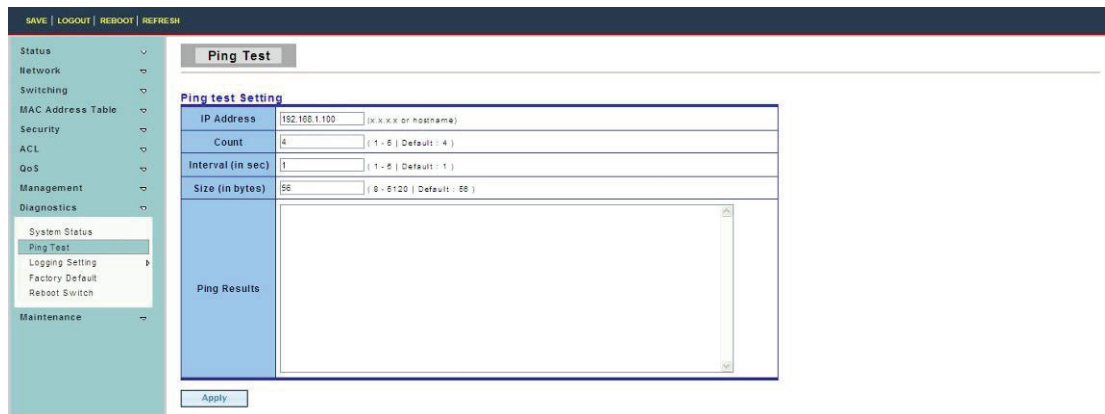 SAVE | LOGOUT | REBOOT | REFRESH
Status
Network
Switching
MAC Address Table
Security
ACL
QoS
Management
Diagnostics
System Status
Ping Test
Logging Setting
Factory Default
Reboot Switch
Maintenance
Ping Test
Ping test Setting
IP Address 192.168.1.100 (x.x.x.x or hostname)
Count 4 ( 1 - 5 | Default : 4 )
Interval (in sec) 1 ( 1 - 5 | Default : 1 )
Size (in bytes) 56 ( 8 - 5120 | Default : 56 )
Ping Results
Apply